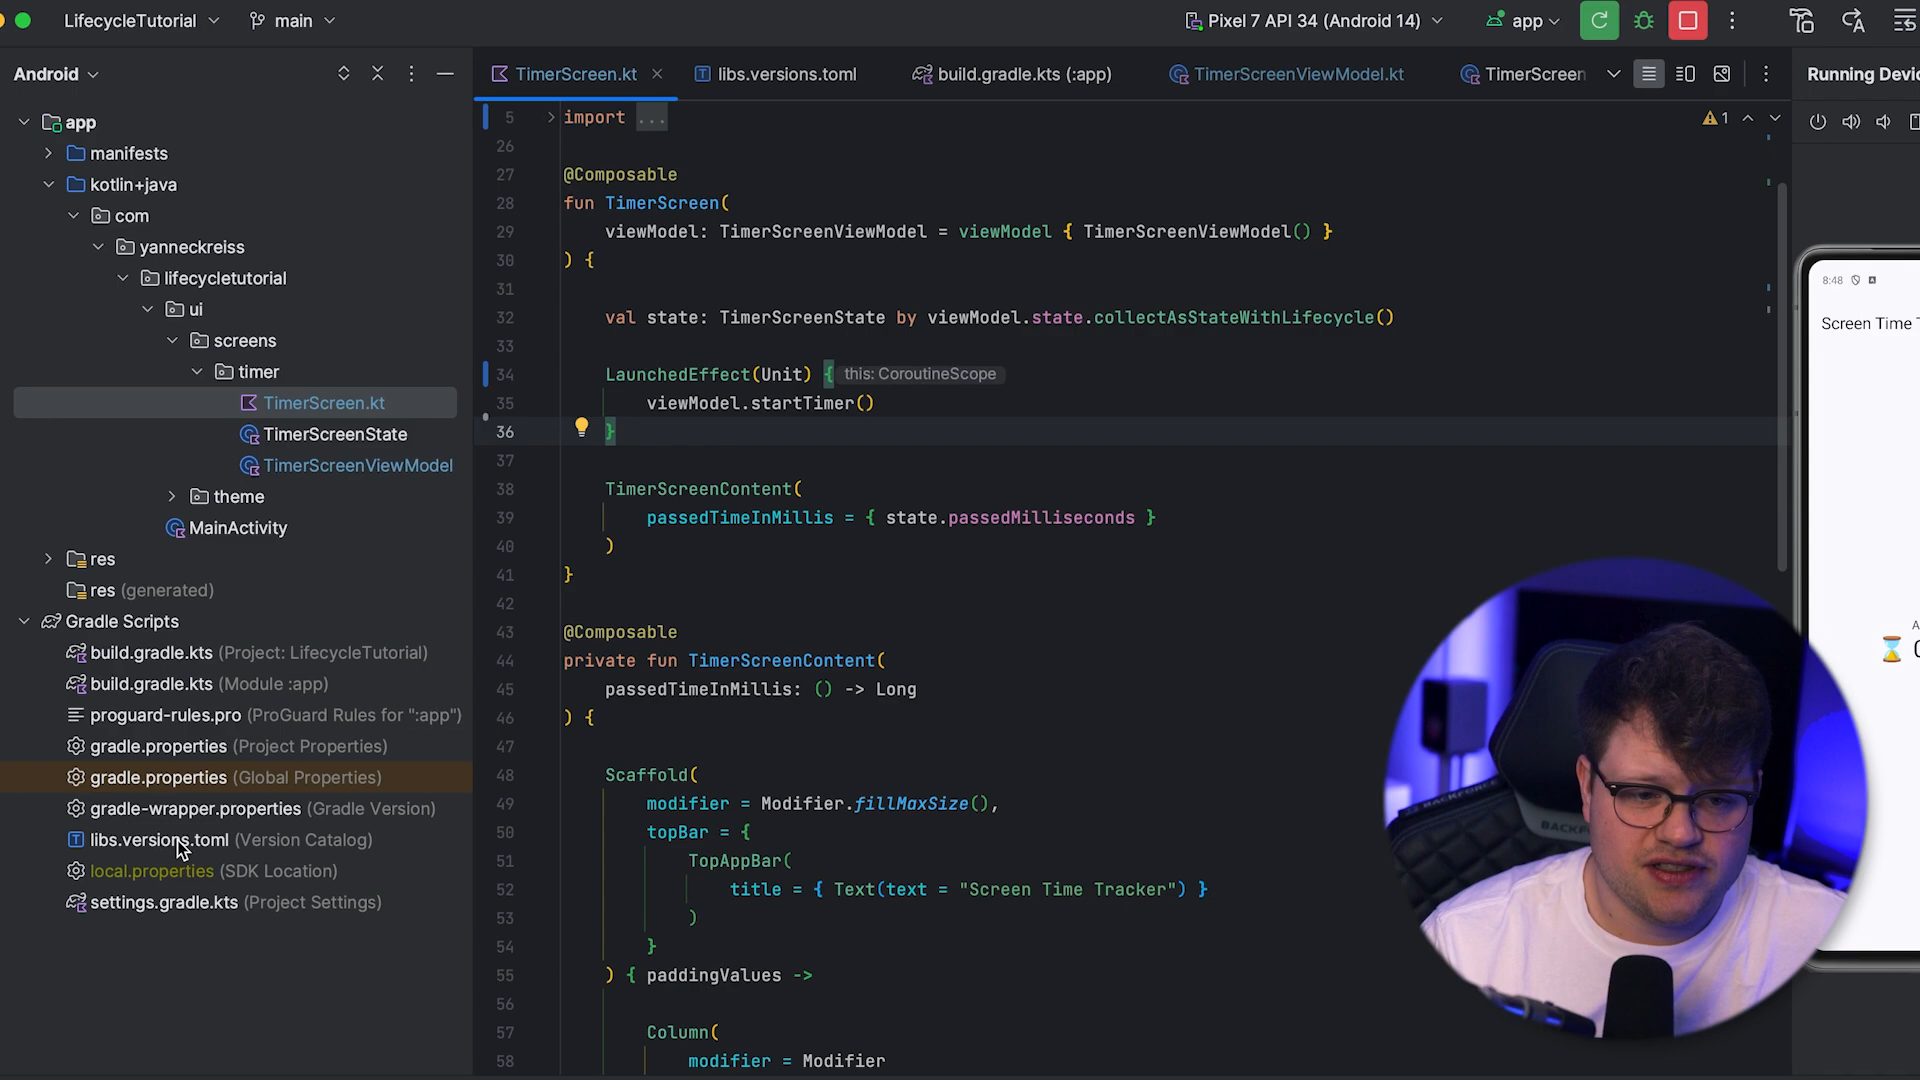 LifecycleTutorial
main
Pixel 7 API 34 (Android 14)
app
Android
TimerScreen.kt
libs.versions.toml
build.gradle.kts (:app)
TimerScreenViewModel.kt
TimerScreen
Running Devic
app
manifests
kotlin+java
com
yanneckreiss
lifecycletutorial
ui
screens
timer
TimerScreen.kt
TimerScreenState
TimerScreenViewModel
theme
MainActivity
res
res (generated)
Gradle Scripts
build.gradle.kts (Project: LifecycleTutorial)
build.gradle.kts (Module :app)
proguard-rules.pro (ProGuard Rules for ":app")
gradle.properties (Project Properties)
gradle.properties (Global Properties)
gradle-wrapper.properties (Gradle Version)
libs.versions.toml (Version Catalog)
local.properties (SDK Location)
settings.gradle.kts (Project Settings)
5 import ...
26
27 @Composable
28 fun TimerScreen(
29 viewModel: TimerScreenViewModel = viewModel { TimerScreenViewModel() }
30 ) {
31
32 val state: TimerScreenState by viewModel.state.collectAsStateWithLifecycle()
33
34 LaunchedEffect(Unit) { this: CoroutineScope
35 viewModel.startTimer()
36 }
37
38 TimerScreenContent(
39 passedTimeInMillis = { state.passedMilliseconds }
40 )
41 }
42
43 @Composable
44 private fun TimerScreenContent(
45 passedTimeInMillis: () -> Long
46 ) {
47
48 Scaffold(
49 modifier = Modifier.fillMaxSize(),
50 topBar = {
51 TopAppBar(
52 title = { Text(text = "Screen Time Tracker") }
53 )
54 }
55 ) { paddingValues ->
56
57 Column(
58 modifier = Modifier
1
8:48
Screen Time T
A
BACKFORCE